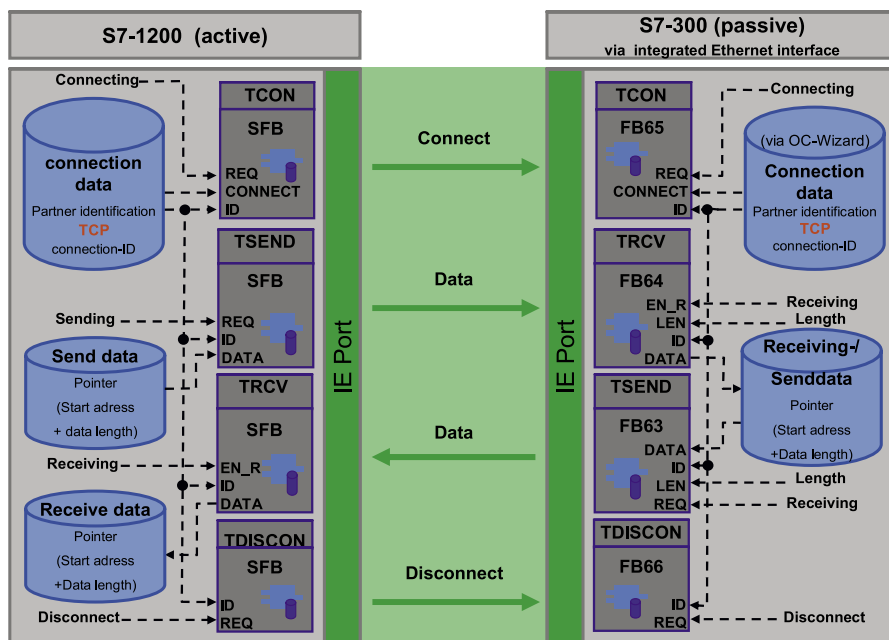 S7-1200 (active)
Connecting
connection
data
Partner identification
TCP
connection-ID
TCON
SFB
REQ
CONNECT
ID
TSEND
SFB
Sending
REQ
ID
DATA
Send data
Pointer
(Start adress
+ data length)
TRCV
SFB
Receiving
EN_R
ID
DATA
Receive data
Pointer
(Start adress
+Data length)
TDISCON
SFB
ID
REQ
Disconnect
IE Port
Connect
Data
Data
Disconnect
IE Port
S7-300 (passive)
via integrated Ethernet interface
TCON
FB65
REQ
CONNECT
ID
Connecting
(via OC-Wizard)
Connection
data
Partner identification
TCP
connection-ID
TRCV
FB64
EN_R
LEN
ID
DATA
Receiving
Length
Receiving-/
Senddata
Pointer
(Start adress
+Data length)
TSEND
FB63
DATA
ID
LEN
REQ
Length
Receiving
TDISCON
FB66
ID
REQ
Disconnect